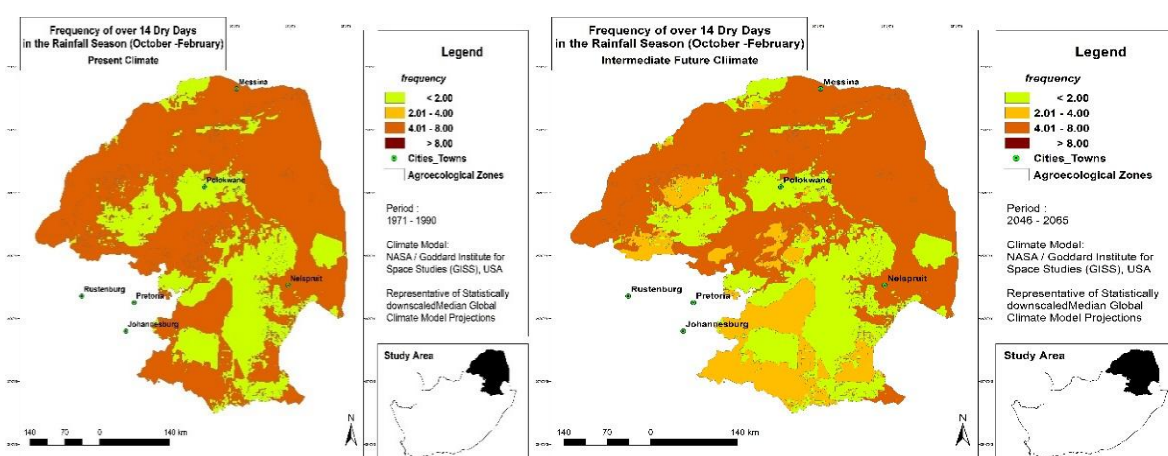 Frequency of over 14 Dry Days
in the Rainfall Season (October -February)
Present Climate
Legend
frequency
< 2.00
2.01 - 4.00
4.01 - 8.00
> 8.00
Cities_Towns
Agroecological Zones
Period :
1971 - 1990
Climate Modal:
NASA / Goddard Institute for
Space Studies (GISS), USA
Representative of Statistically
downscaledMedian Global
Climate Model Projections
Messina
Polokwane
Nelspruit
Rustenburg
Pretoria
Johannesburg
Study Area
N
140 70 0 140 km
Frequency of over 14 Dry Days
in the Rainfall Season (October -February)
Intermediate Future Climate
Legend
frequency
< 2.00
2.01 - 4.00
4.01 - 8.00
> 8.00
Cities_Towns
Agroecological Zones
Period :
2046 - 2065
Climate Modal:
NASA / Goddard Institute for
Space Studies (GISS), USA
Representative of Statistically
downscaledMedian Global
Climate Model Projections
Messina
Polokwane
Nelspruit
Rustenburg
Pretoria
Johannesburg
Study Area
N
140 70 0 140 km